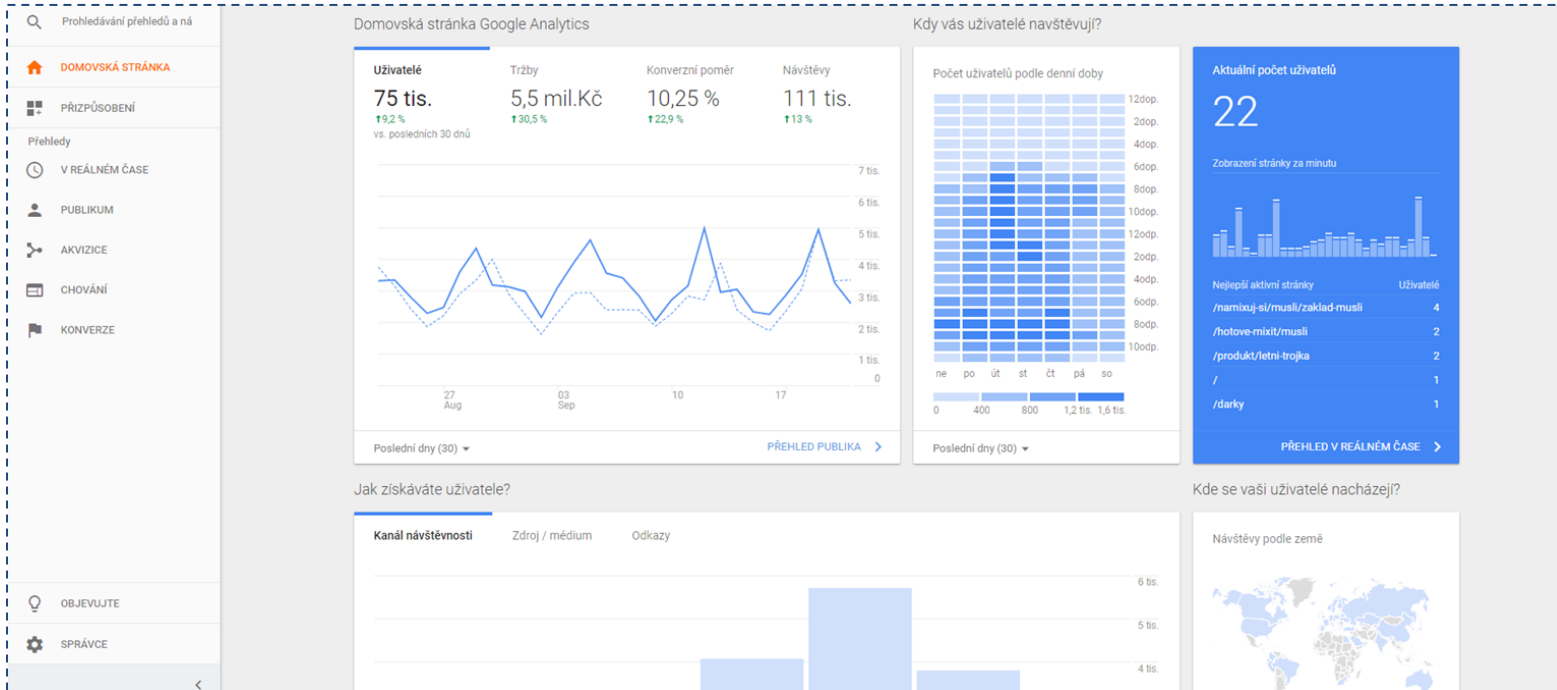 Prohledávání přehledů a ná
DOMOVSKÁ STRÁNKA
PŘIZPŮSOBENÍ
Přehledy
V REÁLNÉM ČASE
PUBLIKUM
AKVIZICE
CHOVÁNÍ
KONVERZE
OBJEVUJTE
SPRÁVCE
Domovská stránka Google Analytics
Uživatelé
75 tis.
9,2 %
vs. posledních 30 dnů
Tržby
5,5 mil.Kč
30,5 %
Konverzní poměr
10,25 %
22,9 %
Návštěvy
111 tis.
13 %
7 tis.
6 tis.
5 tis.
4 tis.
3 tis.
2 tis.
1 tis.
0
27
Aug
03
Sep
10
17
Poslední dny (30)
PŘEHLED PUBLIKA
Kdy vás uživatelé navštěvují?
Počet uživatelů podle denní doby
12dop.
2dop.
4dop.
6dop.
8dop.
10dop.
12odp.
2odp.
4odp.
6odp.
8odp.
10odp.
ne po út st čt pá so
0 400 800 1,2 tis. 1,6 tis.
Poslední dny (30)
Aktuální počet uživatelů
22
Zobrazení stránky za minutu
Nejlepší aktivní stránky Uživatelé
/namixuj-si/musli/zaklad-musli 4
/hotove-mixit/musli 2
/produkt/letni-trojka 2
/ 1
/darky 1
PŘEHLED V REÁLNÉM ČASE
Jak získáváte uživatele?
Kanál návštěvnosti Zdroj / médium Odkazy
6 tis.
5 tis.
4 tis.
Kde se vaši uživatelé nacházejí?
Návštěvy podle země